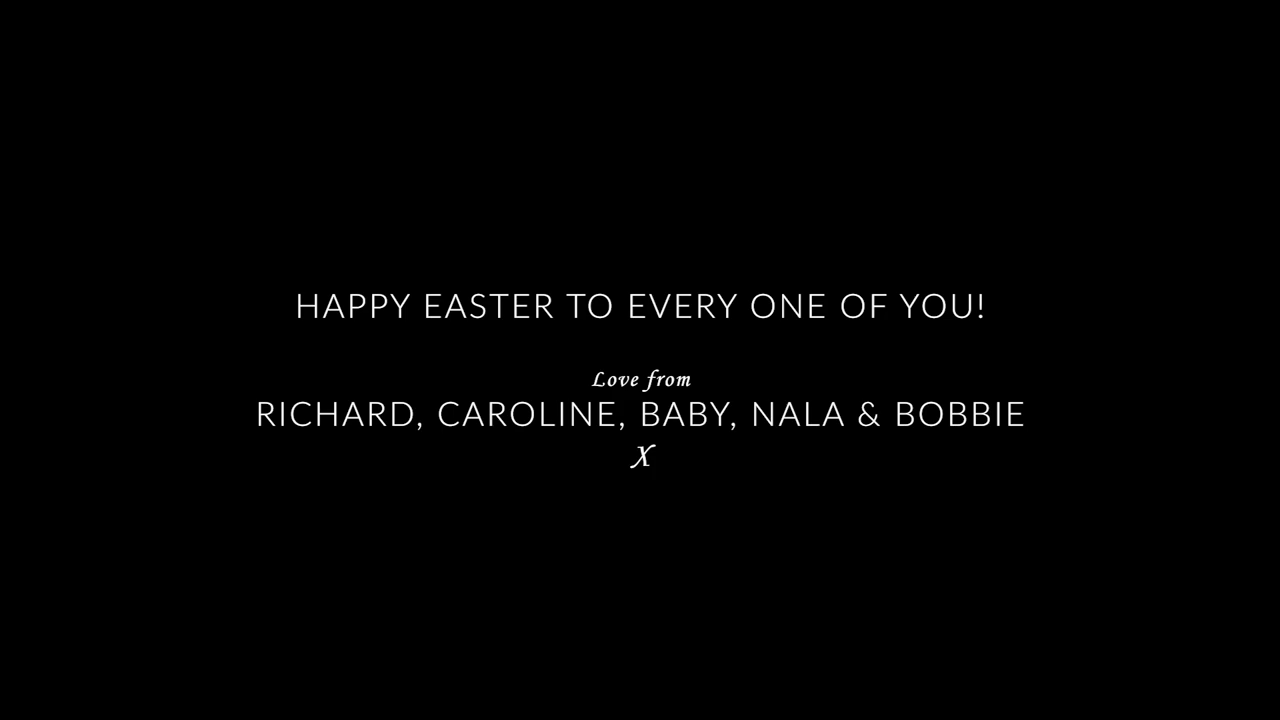 HAPPY EASTER TO EVERY ONE OF YOU!
Love from
RICHARD, CAROLINE, BABY, NALA & BOBBIE
X